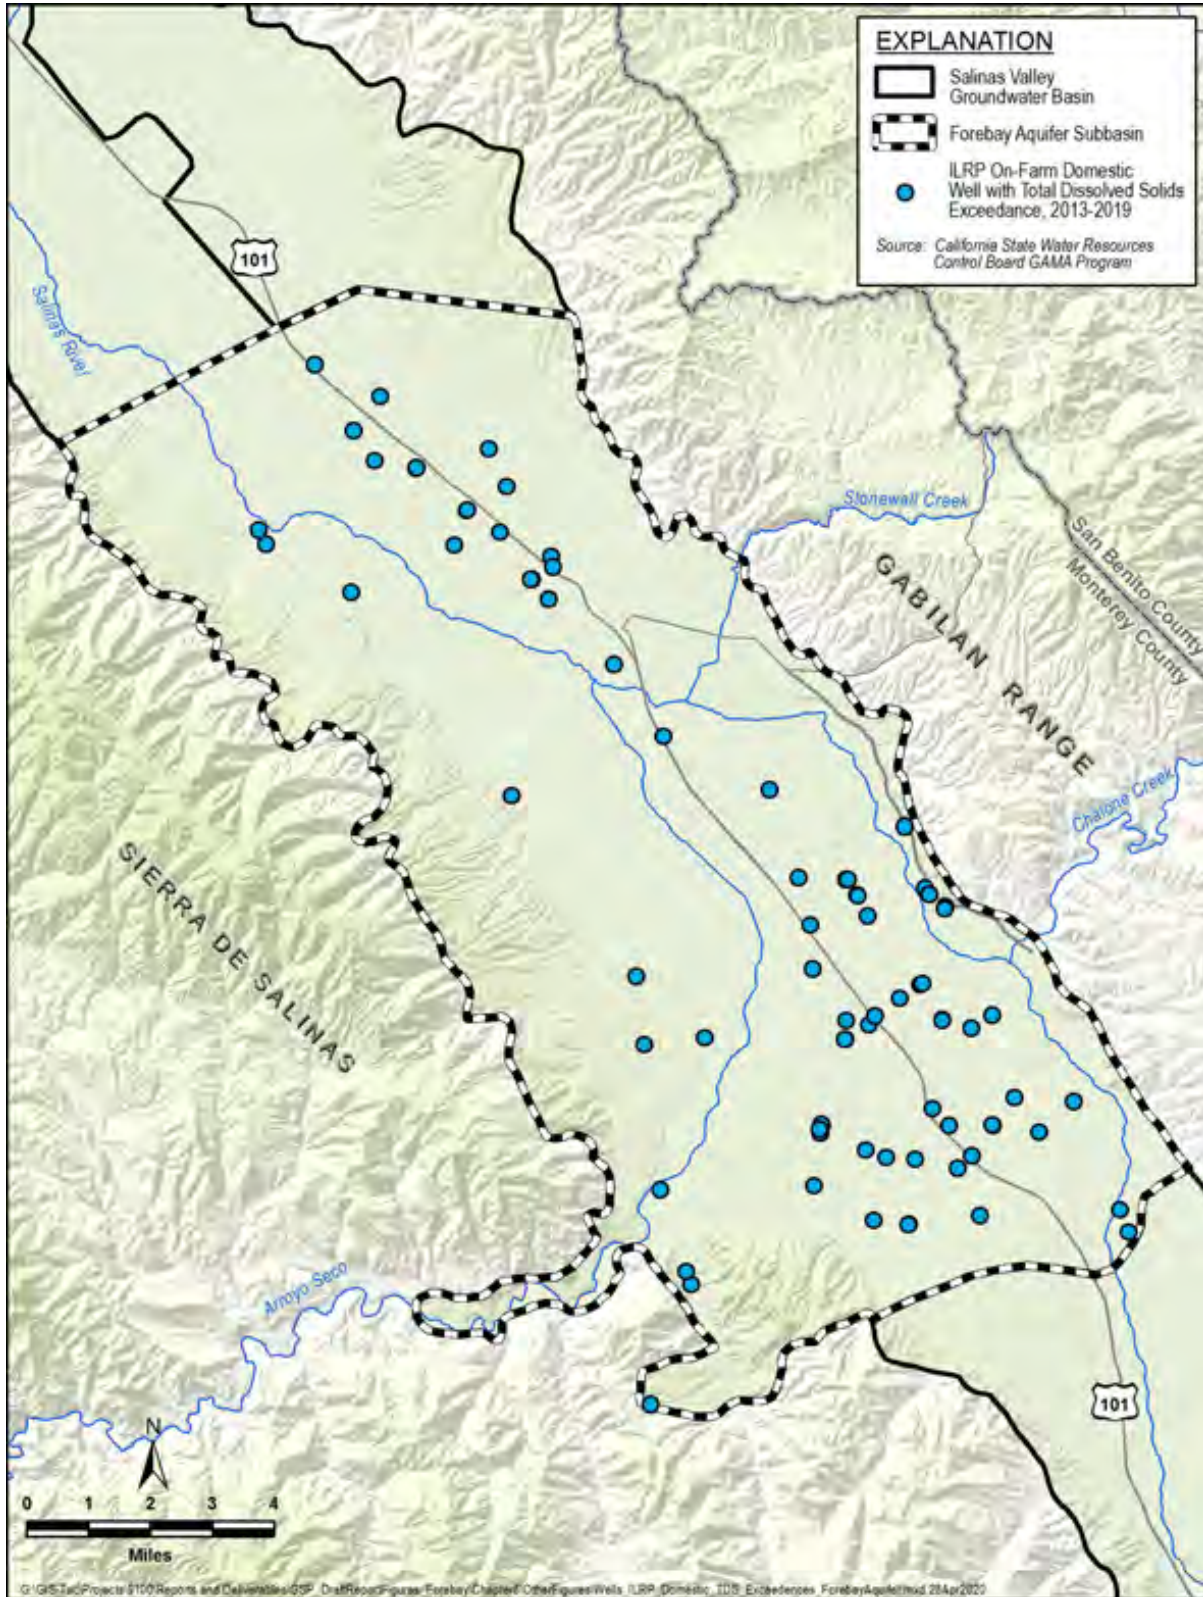 EXPLANATION
Salinas Valley
Groundwater Basin
Forebay Aquifer Subbasin
ILRP On-Farm Domestic
Well with Total Dissolved Solids
Exceedance, 2013-2019
Source: California State Water Resources
Control Board GAMA Program
101
Salinas River
Stonewall Creek
San Benito County
Monterey County
GABILAN RANGE
Chalone Creek
SIERRA DE SALINAS
Arroyo Seco
101
N
0 1 2 3 4
Miles